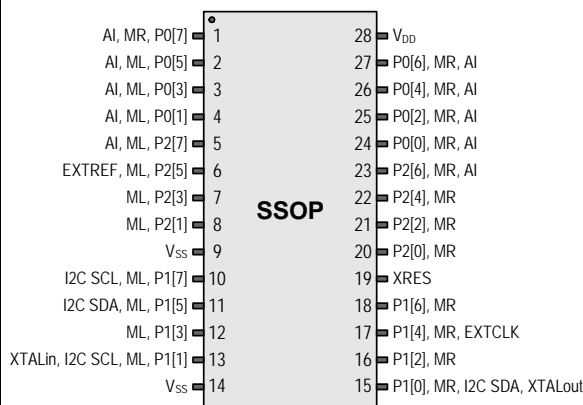 AI, MR, P0[7] 1 28 VDD
AI, ML, P0[5] 2 27 P0[6], MR, AI
AI, ML, P0[3] 3 26 P0[4], MR, AI
AI, ML, P0[1] 4 25 P0[2], MR, AI
AI, ML, P2[7] 5 24 P0[0], MR, AI
EXTREF, ML, P2[5] 6 23 P2[6], MR, AI
ML, P2[3] 7 22 P2[4], MR
SSOP
ML, P2[1] 8 21 P2[2], MR
Vss 9 20 P2[0], MR
I2C SCL, ML, P1[7] 10 19 XRES
I2C SDA, ML, P1[5] 11 18 P1[6], MR
ML, P1[3] 12 17 P1[4], MR, EXTCLK
XTALin, I2C SCL, ML, P1[1] 13 16 P1[2], MR
Vss 14 15 P1[0], MR, I2C SDA, XTALout